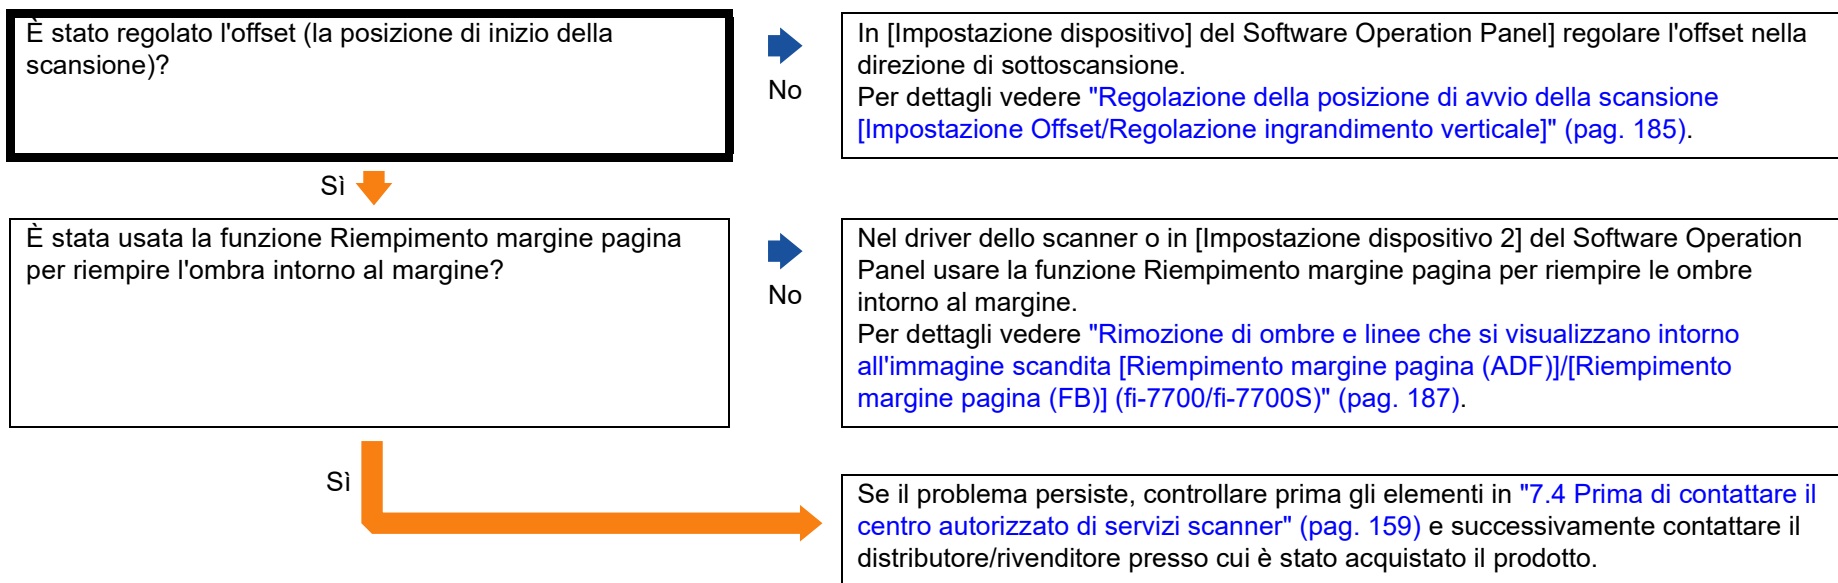 È stato regolato l'offset (la posizione di inizio della
scansione)?
No
In [Impostazione dispositivo] del Software Operation Panel] regolare l'offset nella
direzione di sottoscansione.
Per dettagli vedere "Regolazione della posizione di avvio della scansione
[Impostazione Offset/Regolazione ingrandimento verticale]" (pag. 185).
Sì
È stata usata la funzione Riempimento margine pagina
per riempire l'ombra intorno al margine?
No
Nel driver dello scanner o in [Impostazione dispositivo 2] del Software Operation
Panel usare la funzione Riempimento margine pagina per riempire le ombre
intorno al margine.
Per dettagli vedere "Rimozione di ombre e linee che si visualizzano intorno
all'immagine scandita [Riempimento margine pagina (ADF)]/[Riempimento
margine pagina (FB)] (fi-7700/fi-7700S)" (pag. 187).
Sì
Se il problema persiste, controllare prima gli elementi in "7.4 Prima di contattare il
centro autorizzato di servizi scanner" (pag. 159) e successivamente contattare il
distributore/rivenditore presso cui è stato acquistato il prodotto.